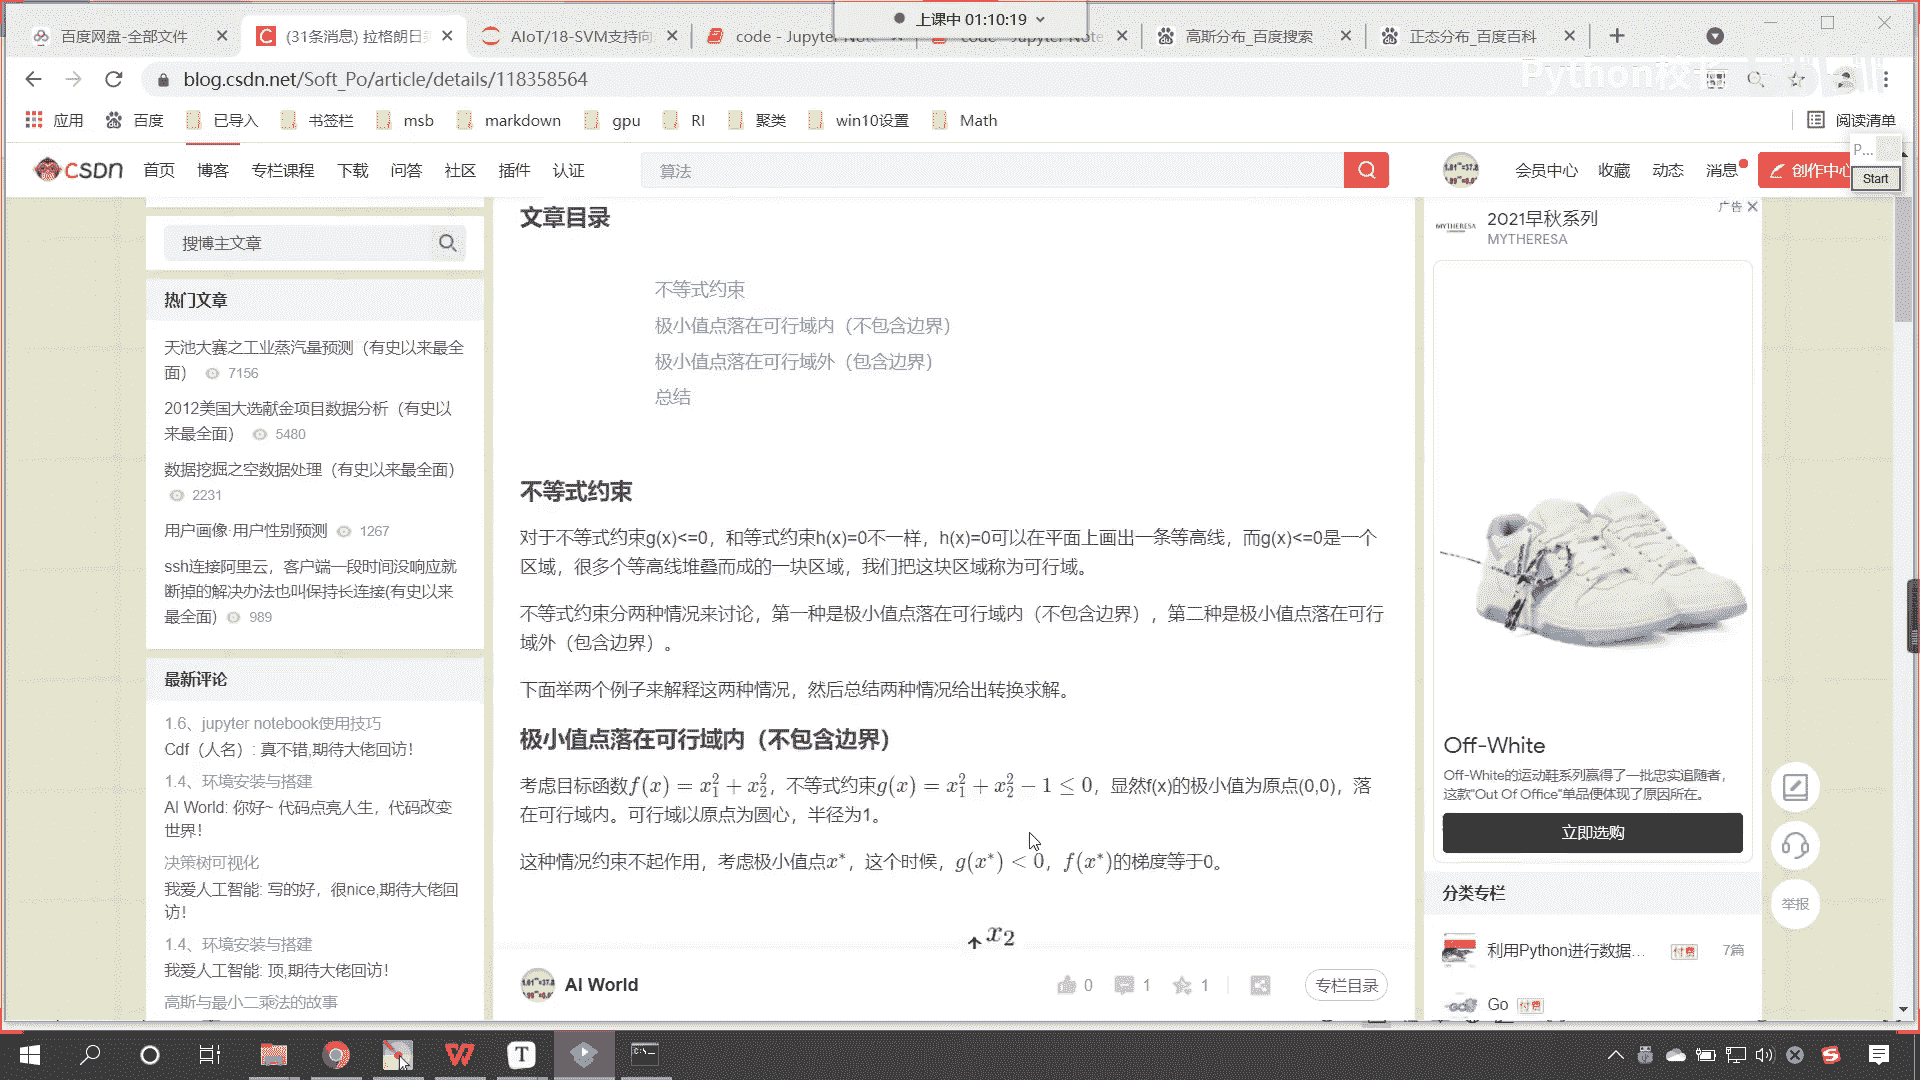 上课中 01:10:19
百度网盘-全部文件
(31条消息) 拉格朗日
AIoT/18-SVM支持向
code - Jupyter Note
code - Jupyter Note
高斯分布_百度搜索
正态分布_百度百科
blog.csdn.net/Soft_Po/article/details/118358564
应用
百度
已导入
书签栏
msb
markdown
gpu
RI
聚类
win10设置
Math
阅读清单
P...
Start
CSDN
首页
博客
专栏课程
下载
问答
社区
插件
认证
算法
会员中心
收藏
动态
消息
创作中心
搜博主文章
热门文章
天池大赛之工业蒸汽量预测（有史以来最全
面） 7156
2012美国大选献金项目数据分析（有史以
来最全面） 5480
数据挖掘之空数据处理（有史以来最全面）
2231
用户画像·用户性别预测 1267
ssh连接阿里云，客户端一段时间没响应就
断掉的解决办法也叫保持长连接(有史以来
最全面) 989
最新评论
1.6、jupyter notebook使用技巧
Cdf（人名）: 真不错,期待大佬回访！
1.4、环境安装与搭建
AI World: 你好~ 代码点亮人生，代码改变
世界！
决策树可视化
我爱人工智能: 写的好，很nice,期待大佬回
访！
1.4、环境安装与搭建
我爱人工智能: 顶,期待大佬回访！
高斯与最小二乘法的故事
文章目录
不等式约束
极小值点落在可行域内（不包含边界）
极小值点落在可行域外（包含边界）
总结
不等式约束
对于不等式约束g(x)<=0，和等式约束h(x)=0不一样，h(x)=0可以在平面上画出一条等高线，而g(x)<=0是一个
区域，很多个等高线堆叠而成的一块区域，我们把这块区域称为可行域。
不等式约束分两种情况来讨论，第一种是极小值点落在可行域内（不包含边界），第二种是极小值点落在可行
域外（包含边界）。
下面举两个例子来解释这两种情况，然后总结两种情况给出转换求解。
极小值点落在可行域内（不包含边界）
考虑目标函数f(x) = x₁² + x₂²，不等式约束g(x) = x₁² + x₂² − 1 ≤ 0，显然f(x)的极小值为原点(0,0)，落
在可行域内。可行域以原点为圆心，半径为1。
这种情况约束不起作用，考虑极小值点x*，这个时候，g(x*) < 0，f(x*)的梯度等于0。
x₂
AI World
0
1
1
专栏目录
广告
2021早秋系列
MYTHERESA
MYTHERESA
Off-White
Off-White的运动鞋系列赢得了一批忠实追随者，
这款"Out Of Office"单品便体现了原因所在。
立即选购
分类专栏
利用Python进行数据... 付费 7篇
Go 付费
举报